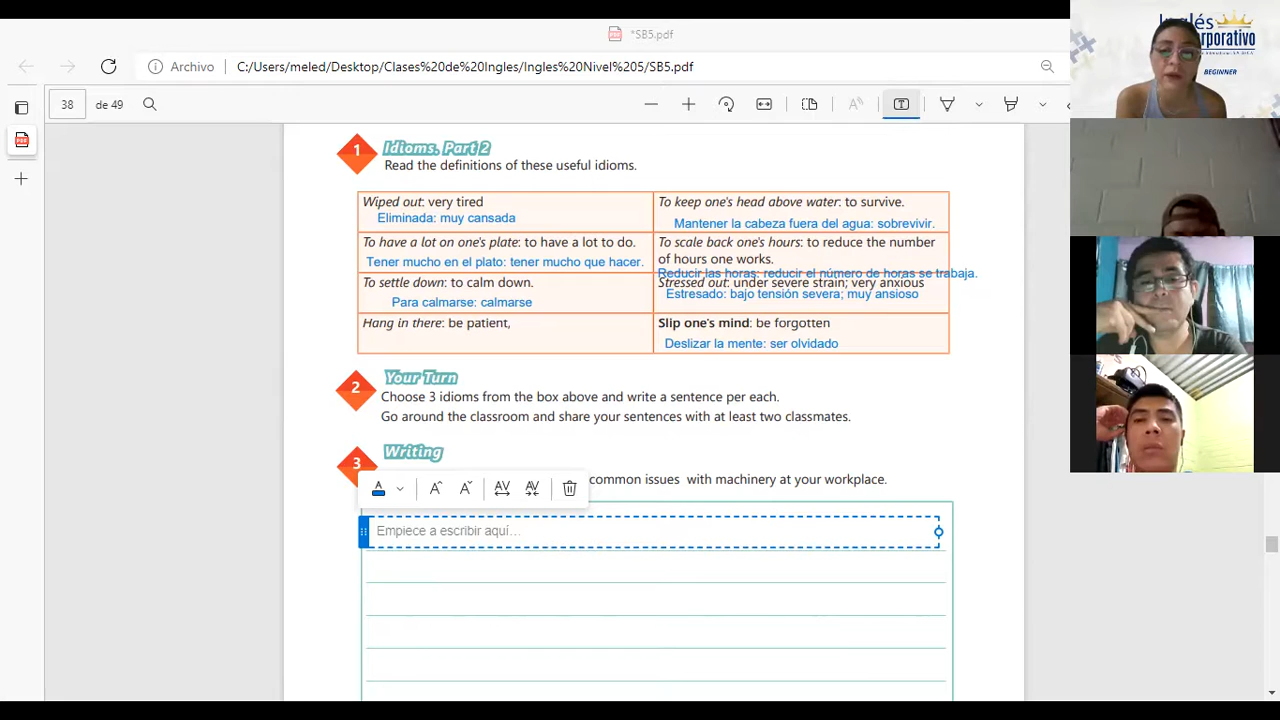 *SB5.pdf
Archivo C:/Users/meled/Desktop/Clases%20de%20Ingles/Ingles%20Nivel%205/SB5.pdf
38 de 49
Inglés
orporativo
BEGINNER
1 Idioms. Part 2
Read the definitions of these useful idioms.
Wiped out: very tired
Eliminada: muy cansada
To keep one's head above water: to survive.
Mantener la cabeza fuera del agua: sobrevivir.
To have a lot on one's plate: to have a lot to do.
Tener mucho en el plato: tener mucho que hacer.
To scale back one's hours: to reduce the number
of hours one works.
Reducir las horas: reducir el número de horas se trabaja.
To settle down: to calm down.
Para calmarse: calmarse
Stressed out: under severe strain; very anxious
Estresado: bajo tensión severa; muy ansioso
Hang in there: be patient,
Slip one's mind: be forgotten
Deslizar la mente: ser olvidado
2 Your Turn
Choose 3 idioms from the box above and write a sentence per each.
Go around the classroom and share your sentences with at least two classmates.
3 Writing
common issues with machinery at your workplace.
Empiece a escribir aquí...